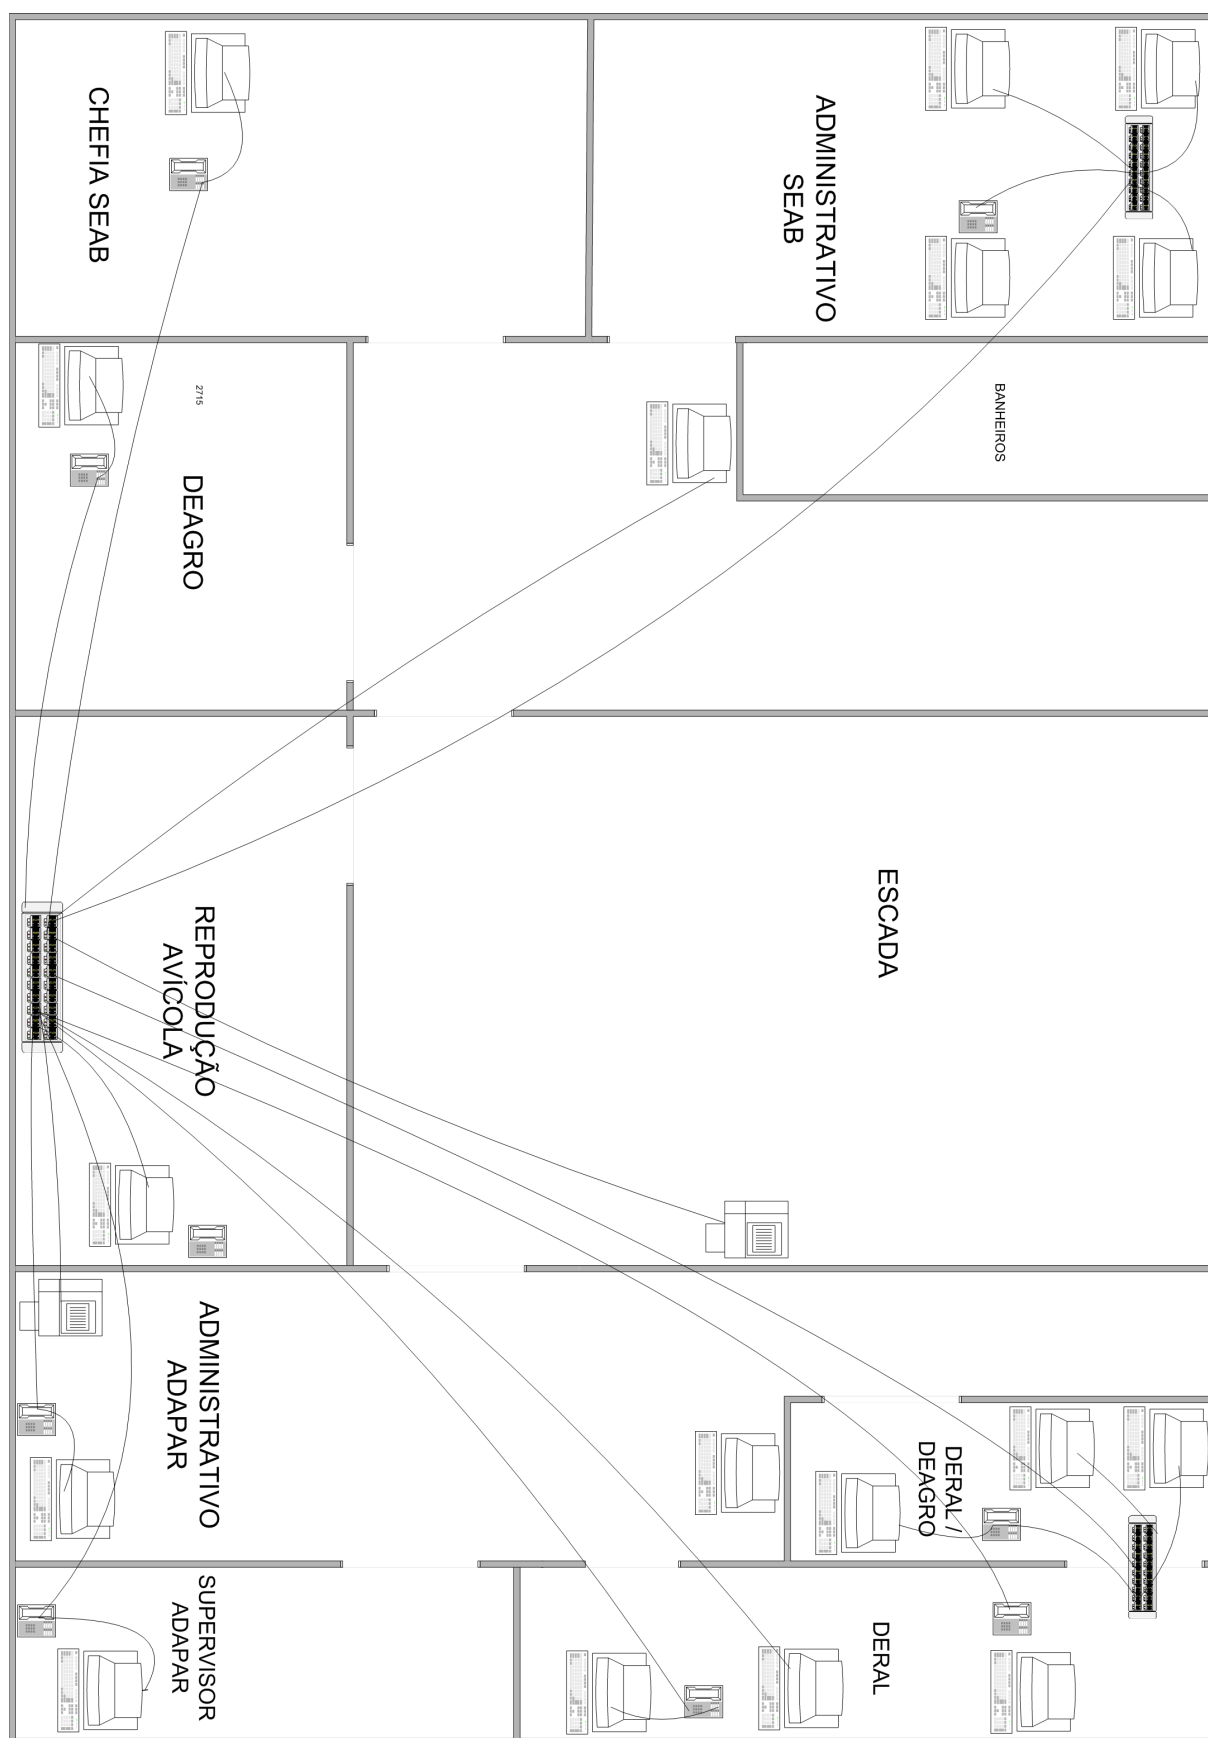 CHEFIA SEAB
ADMINISTRATIVO
SEAB
2715
DEAGRO
BANHEIROS
REPRODUÇÃO
AVÍCOLA
ESCADA
ADMINISTRATIVO
ADAPAR
DERAL /
DEAGRO
SUPERVISOR
ADAPAR
DERAL